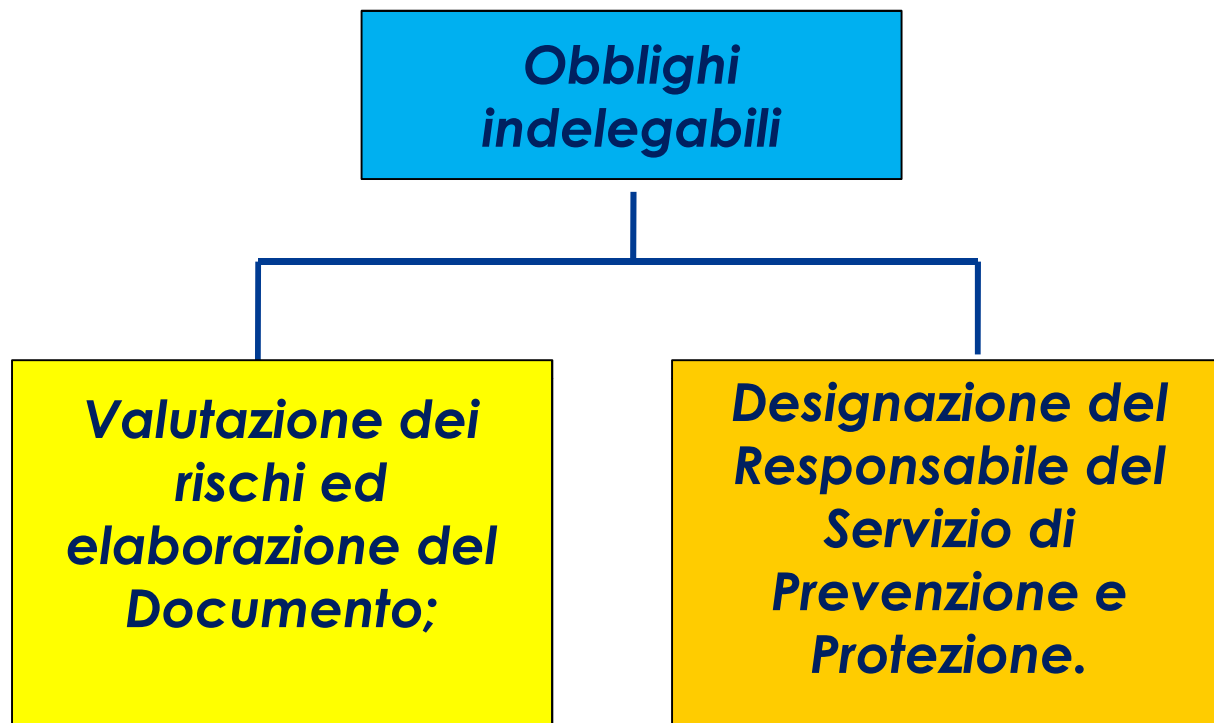 Obblighi
indelegabili
Valutazione dei
rischi ed
elaborazione del
Documento;
Designazione del
Responsabile del
Servizio di
Prevenzione e
Protezione.